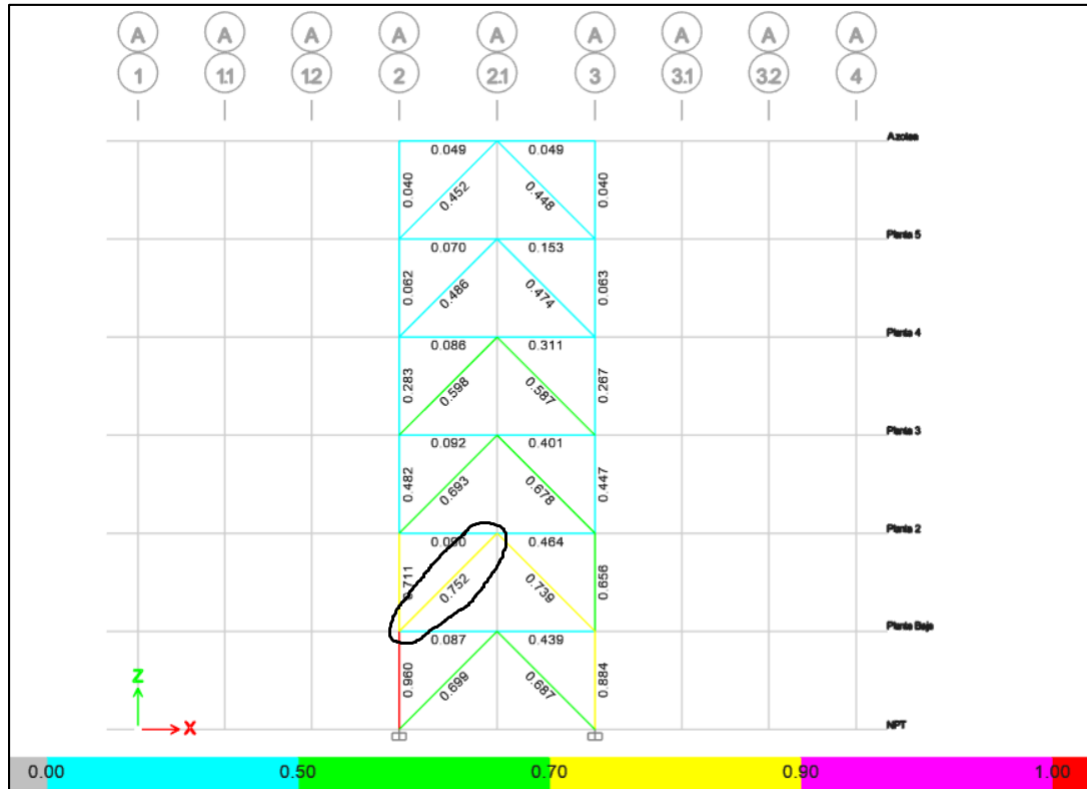 A A A A A A A A A
1 1.1 1.2 2 2.1 3 3.1 3.2 4
Azotea
0.049 0.049
0.040 0.452 0.448 0.040
Planta 5
0.070 0.153
0.062 0.486 0.474 0.063
Planta 4
0.086 0.311
0.283 0.598 0.587 0.267
Planta 3
0.092 0.401
0.482 0.693 0.678 0.447
Planta 2
0.090 0.464
0.711 0.752 0.739 0.656
Planta Baja
0.087 0.439
0.960 0.699 0.687 0.884
Z
X
NPT
0.00 0.50 0.70 0.90 1.00